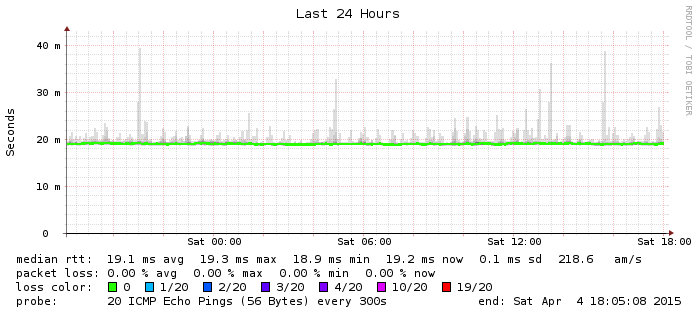 Last 24 Hours
RRDTOOL / TOBI OETIKER
Seconds
40 m
30 m
20 m
10 m
0
Sat 00:00 Sat 06:00 Sat 12:00 Sat 18:00
median rtt: 19.1 ms avg 19.3 ms max 18.9 ms min 19.2 ms now 0.1 ms sd 218.6 am/s
packet loss: 0.00 % avg 0.00 % max 0.00 % min 0.00 % now
loss color: 0 1/20 2/20 3/20 4/20 10/20 19/20
probe: 20 ICMP Echo Pings (56 Bytes) every 300s end: Sat Apr 4 18:05:08 2015